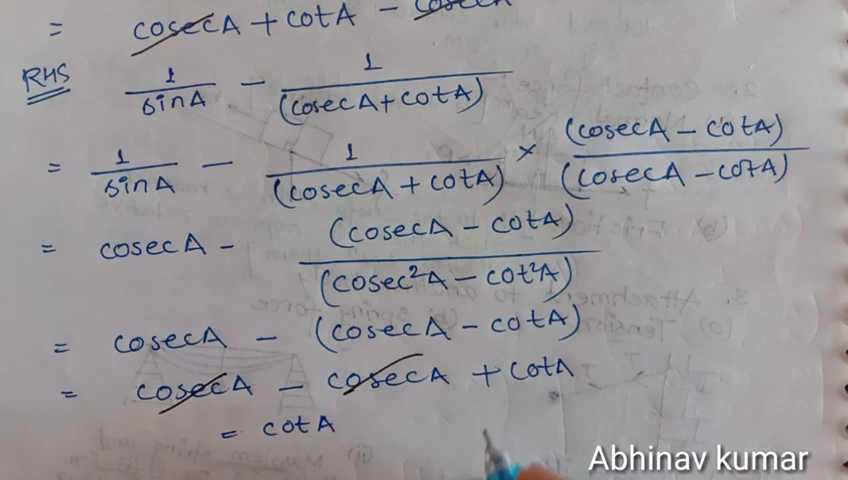 = cosecA + cotA - cosecA
RHS
1/sinA - 1/(cosecA + cotA)
= 1/sinA - 1/(cosecA + cotA) × (cosecA - cotA)/(cosecA - cotA)
= cosecA - (cosecA - cotA)/(cosec²A - cot²A)
= cosecA - (cosecA - cotA)
= cosecA - cosecA + cotA
= cotA
Abhinav kumar